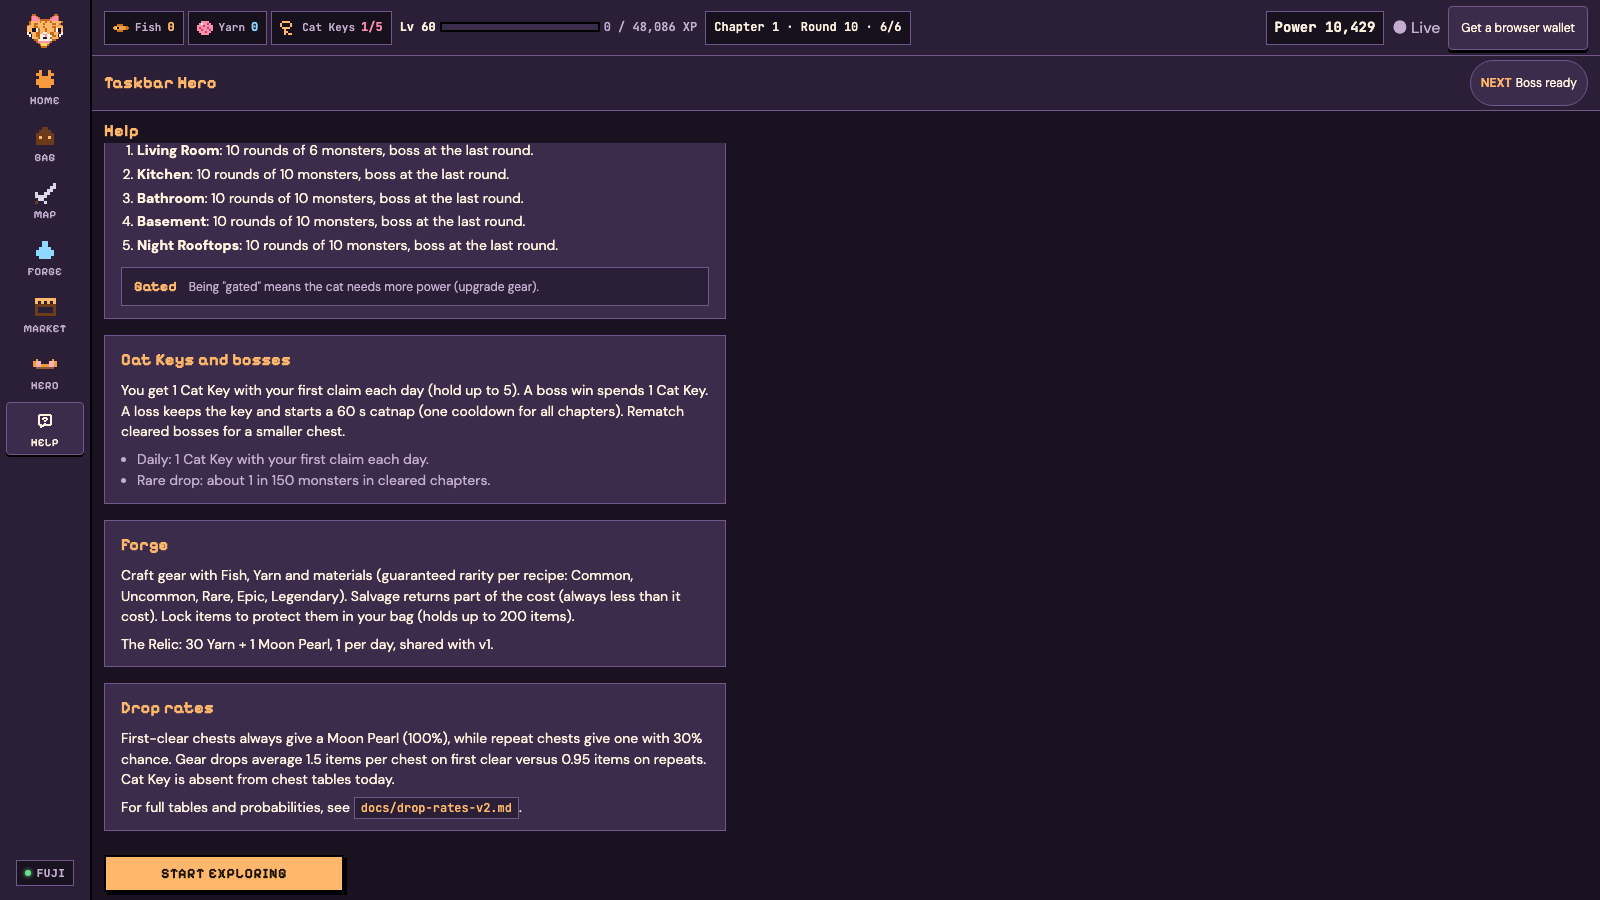 Fish 0
Yarn 0
Cat Keys 1/5
Lv 60
0 / 48,086 XP
Chapter 1 · Round 10 · 6/6
Power 10,429
Live
Get a browser wallet
HOME
BAG
MAP
FORGE
MARKET
HERO
HELP
FUJI
Taskbar Hero
NEXT Boss ready
Help
1. Living Room: 10 rounds of 6 monsters, boss at the last round.
2. Kitchen: 10 rounds of 10 monsters, boss at the last round.
3. Bathroom: 10 rounds of 10 monsters, boss at the last round.
4. Basement: 10 rounds of 10 monsters, boss at the last round.
5. Night Rooftops: 10 rounds of 10 monsters, boss at the last round.
Gated Being "gated" means the cat needs more power (upgrade gear).
Cat Keys and bosses
You get 1 Cat Key with your first claim each day (hold up to 5). A boss win spends 1 Cat Key.
A loss keeps the key and starts a 60 s catnap (one cooldown for all chapters). Rematch
cleared bosses for a smaller chest.
• Daily: 1 Cat Key with your first claim each day.
• Rare drop: about 1 in 150 monsters in cleared chapters.
Forge
Craft gear with Fish, Yarn and materials (guaranteed rarity per recipe: Common,
Uncommon, Rare, Epic, Legendary). Salvage returns part of the cost (always less than it
cost). Lock items to protect them in your bag (holds up to 200 items).
The Relic: 30 Yarn + 1 Moon Pearl, 1 per day, shared with v1.
Drop rates
First-clear chests always give a Moon Pearl (100%), while repeat chests give one with 30%
chance. Gear drops average 1.5 items per chest on first clear versus 0.95 items on repeats.
Cat Key is absent from chest tables today.
For full tables and probabilities, see docs/drop-rates-v2.md.
START EXPLORING